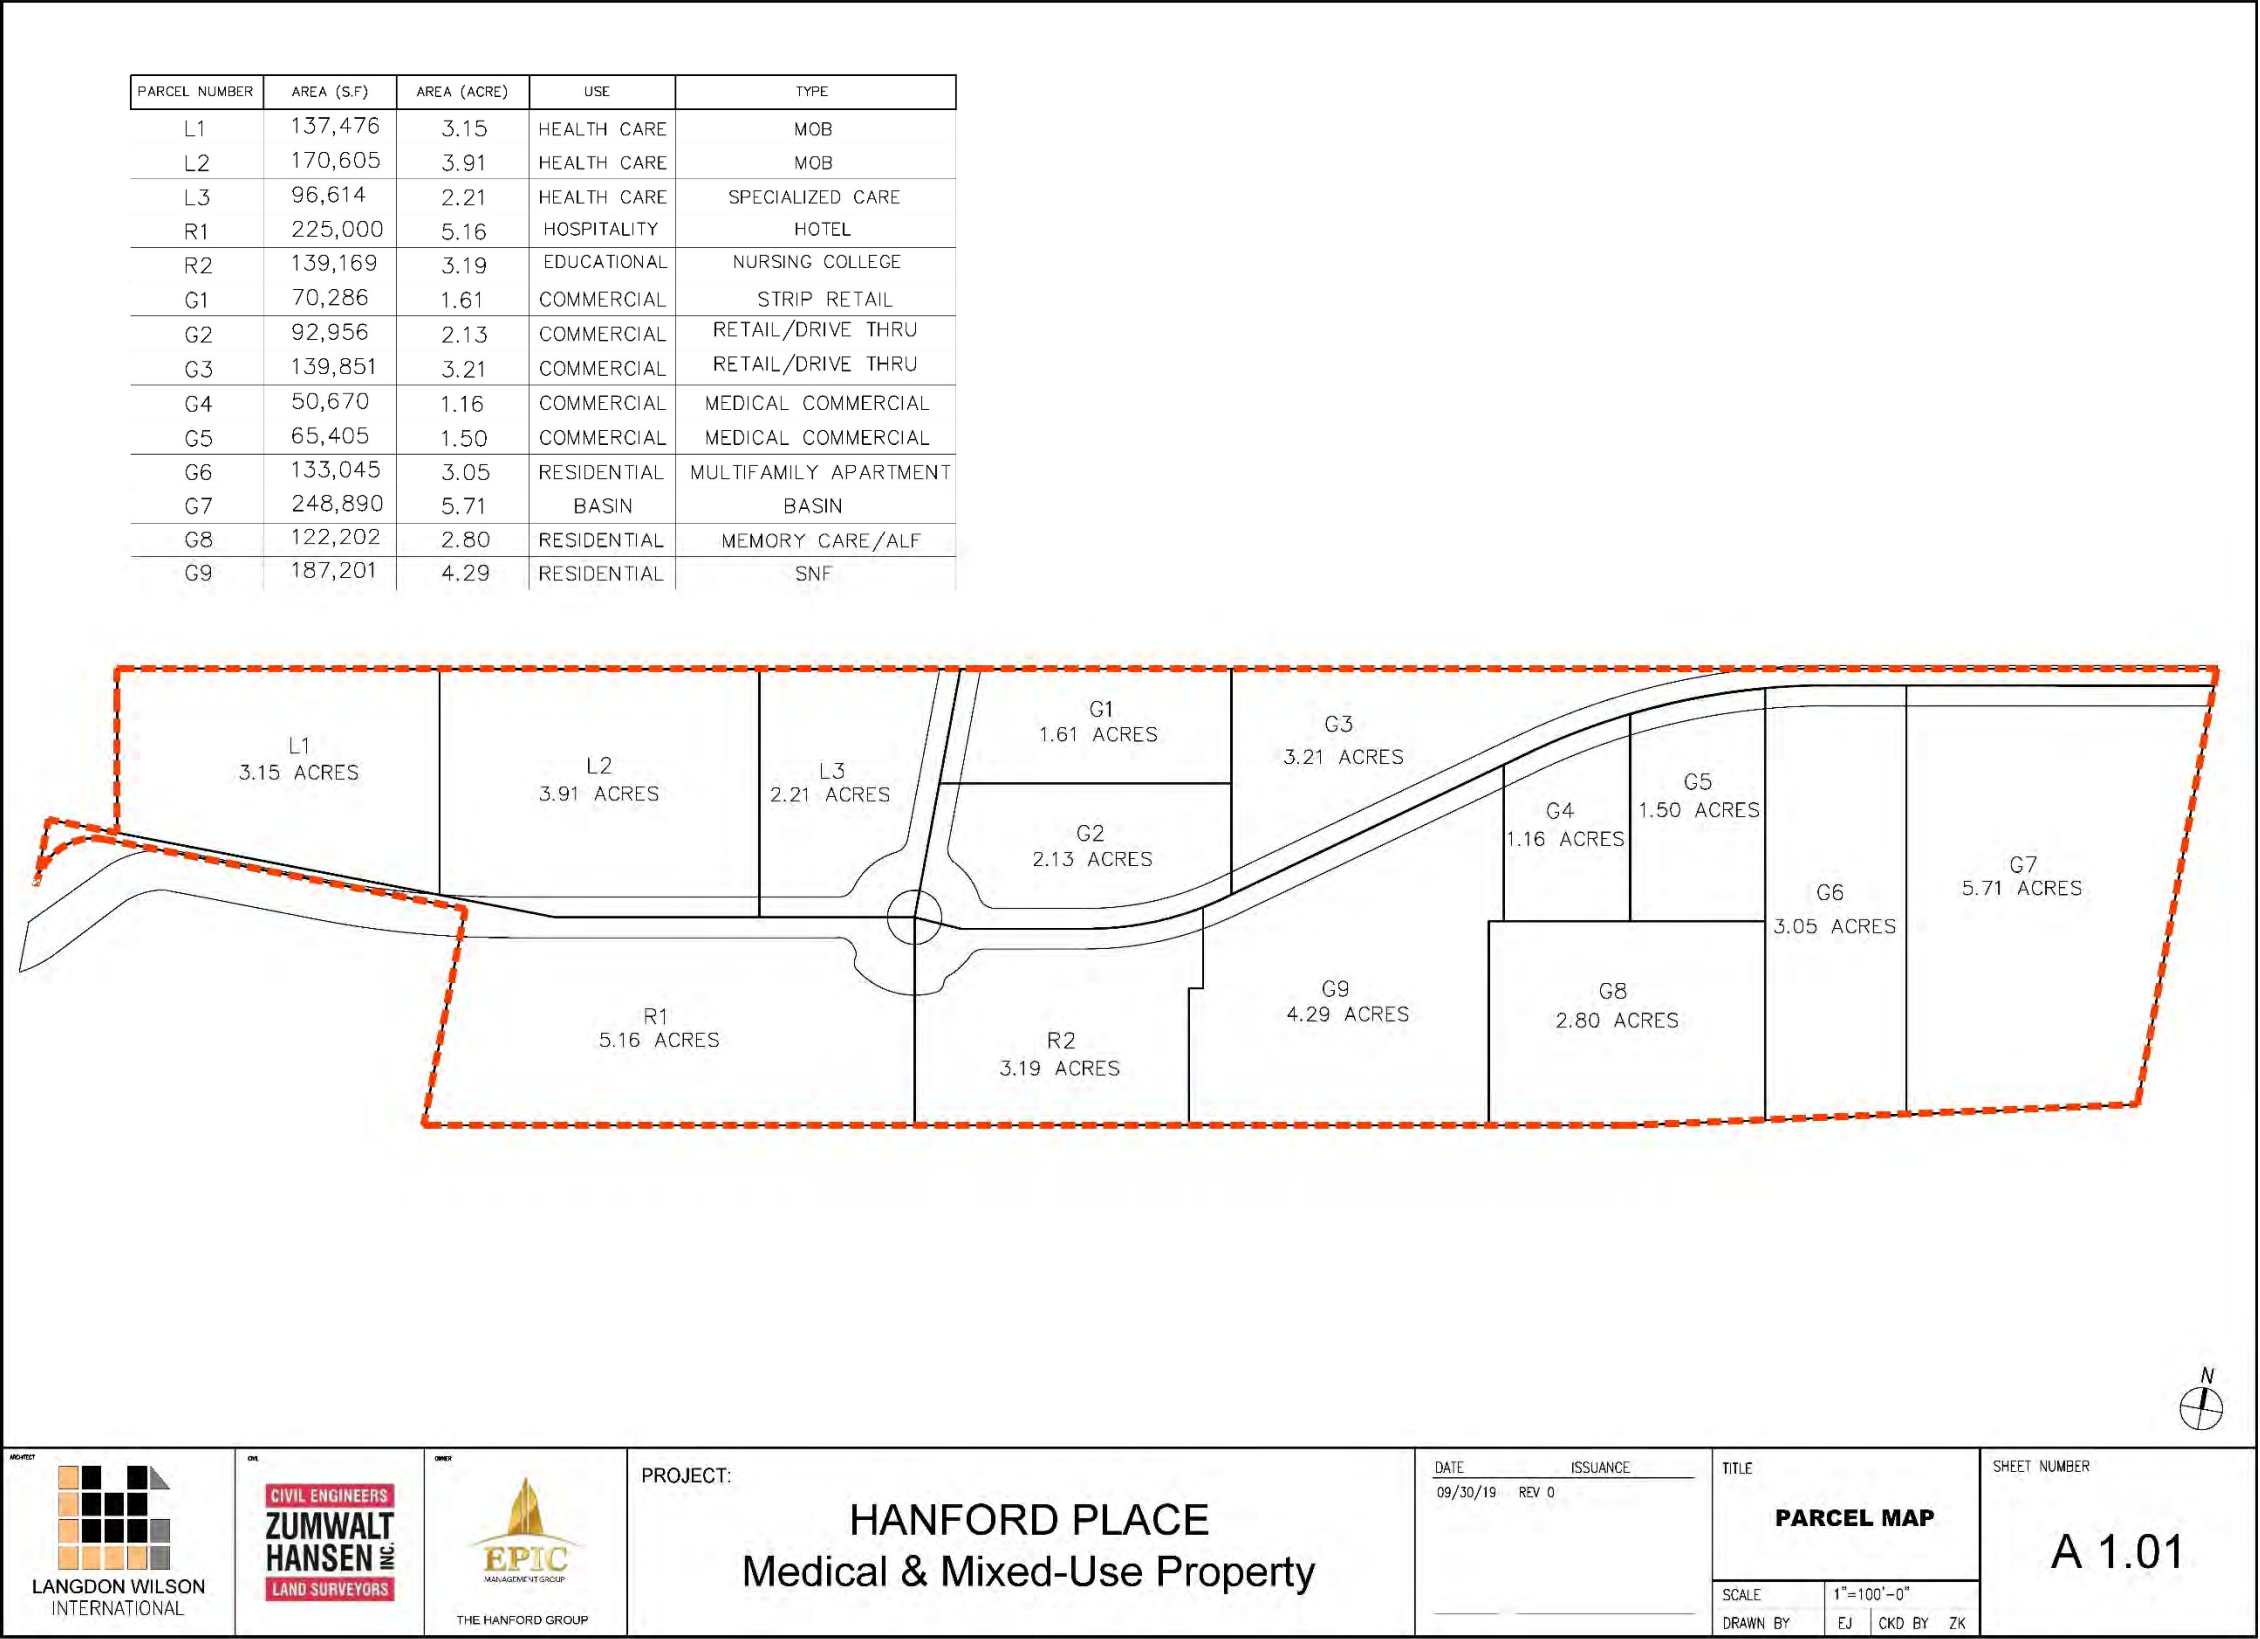 PARCEL NUMBER AREA (S.F) AREA (ACRE) USE TYPE
L1 137,476 3.15 HEALTH CARE MOB
L2 170,605 3.91 HEALTH CARE MOB
L3 96,614 2.21 HEALTH CARE SPECIALIZED CARE
R1 225,000 5.16 HOSPITALITY HOTEL
R2 139,169 3.19 EDUCATIONAL NURSING COLLEGE
G1 70,286 1.61 COMMERCIAL STRIP RETAIL
G2 92,956 2.13 COMMERCIAL RETAIL/DRIVE THRU
G3 139,851 3.21 COMMERCIAL RETAIL/DRIVE THRU
G4 50,670 1.16 COMMERCIAL MEDICAL COMMERCIAL
G5 65,405 1.50 COMMERCIAL MEDICAL COMMERCIAL
G6 133,045 3.05 RESIDENTIAL MULTIFAMILY APARTMENT
G7 248,890 5.71 BASIN BASIN
G8 122,202 2.80 RESIDENTIAL MEMORY CARE/ALF
G9 187,201 4.29 RESIDENTIAL SNF
L1
3.15 ACRES
L2
3.91 ACRES
L3
2.21 ACRES
G1
1.61 ACRES
G2
2.13 ACRES
G3
3.21 ACRES
G4
1.16 ACRES
G5
1.50 ACRES
G6
3.05 ACRES
G7
5.71 ACRES
R1
5.16 ACRES
R2
3.19 ACRES
G9
4.29 ACRES
G8
2.80 ACRES
N
ARCHITECT
LANGDON WILSON
INTERNATIONAL
CIVIL
CIVIL ENGINEERS
ZUMWALT
HANSEN INC.
LAND SURVEYORS
OWNER
EPIC
MANAGEMENT GROUP
THE HANFORD GROUP
PROJECT:
HANFORD PLACE
Medical & Mixed-Use Property
DATE ISSUANCE
09/30/19 REV 0
TITLE
PARCEL MAP
SCALE 1"=100'-0"
DRAWN BY EJ CKD BY ZK
SHEET NUMBER
A 1.01